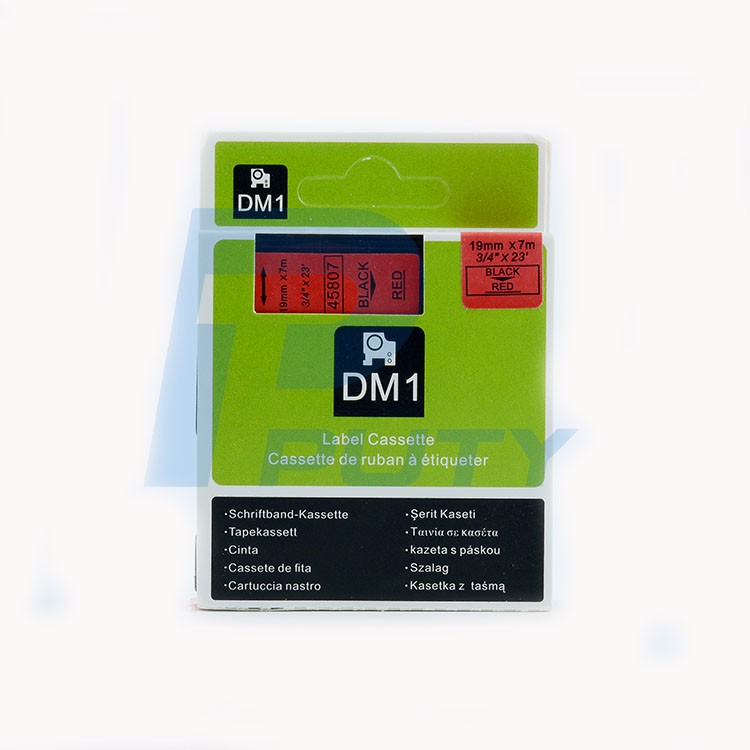 DM1
19mm x 7m
3/4" x 23'
45807
BLACK
RED
19mm x 7m
3/4" x 23'
BLACK
RED
DM1
Label Cassette
Cassette de ruban à étiqueter
PUTY
·Schriftband-Kassette
·Tapekassett
·Cinta
·Cassete de fita
·Cartuccia nastro
·Şerit Kaseti
·Ταινία σε κασέτα
·kazeta s páskou
·Szalag
·Kasetka z taśmą